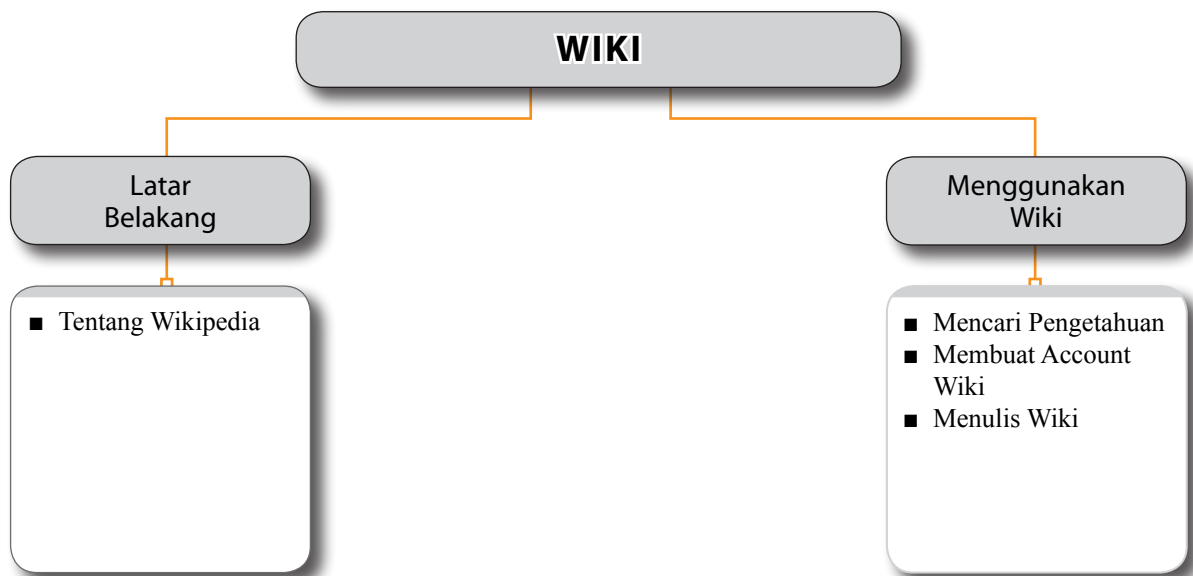 WIKI
Latar
Belakang
■ Tentang Wikipedia
Menggunakan
Wiki
■ Mencari Pengetahuan
■ Membuat Account
Wiki
■ Menulis Wiki